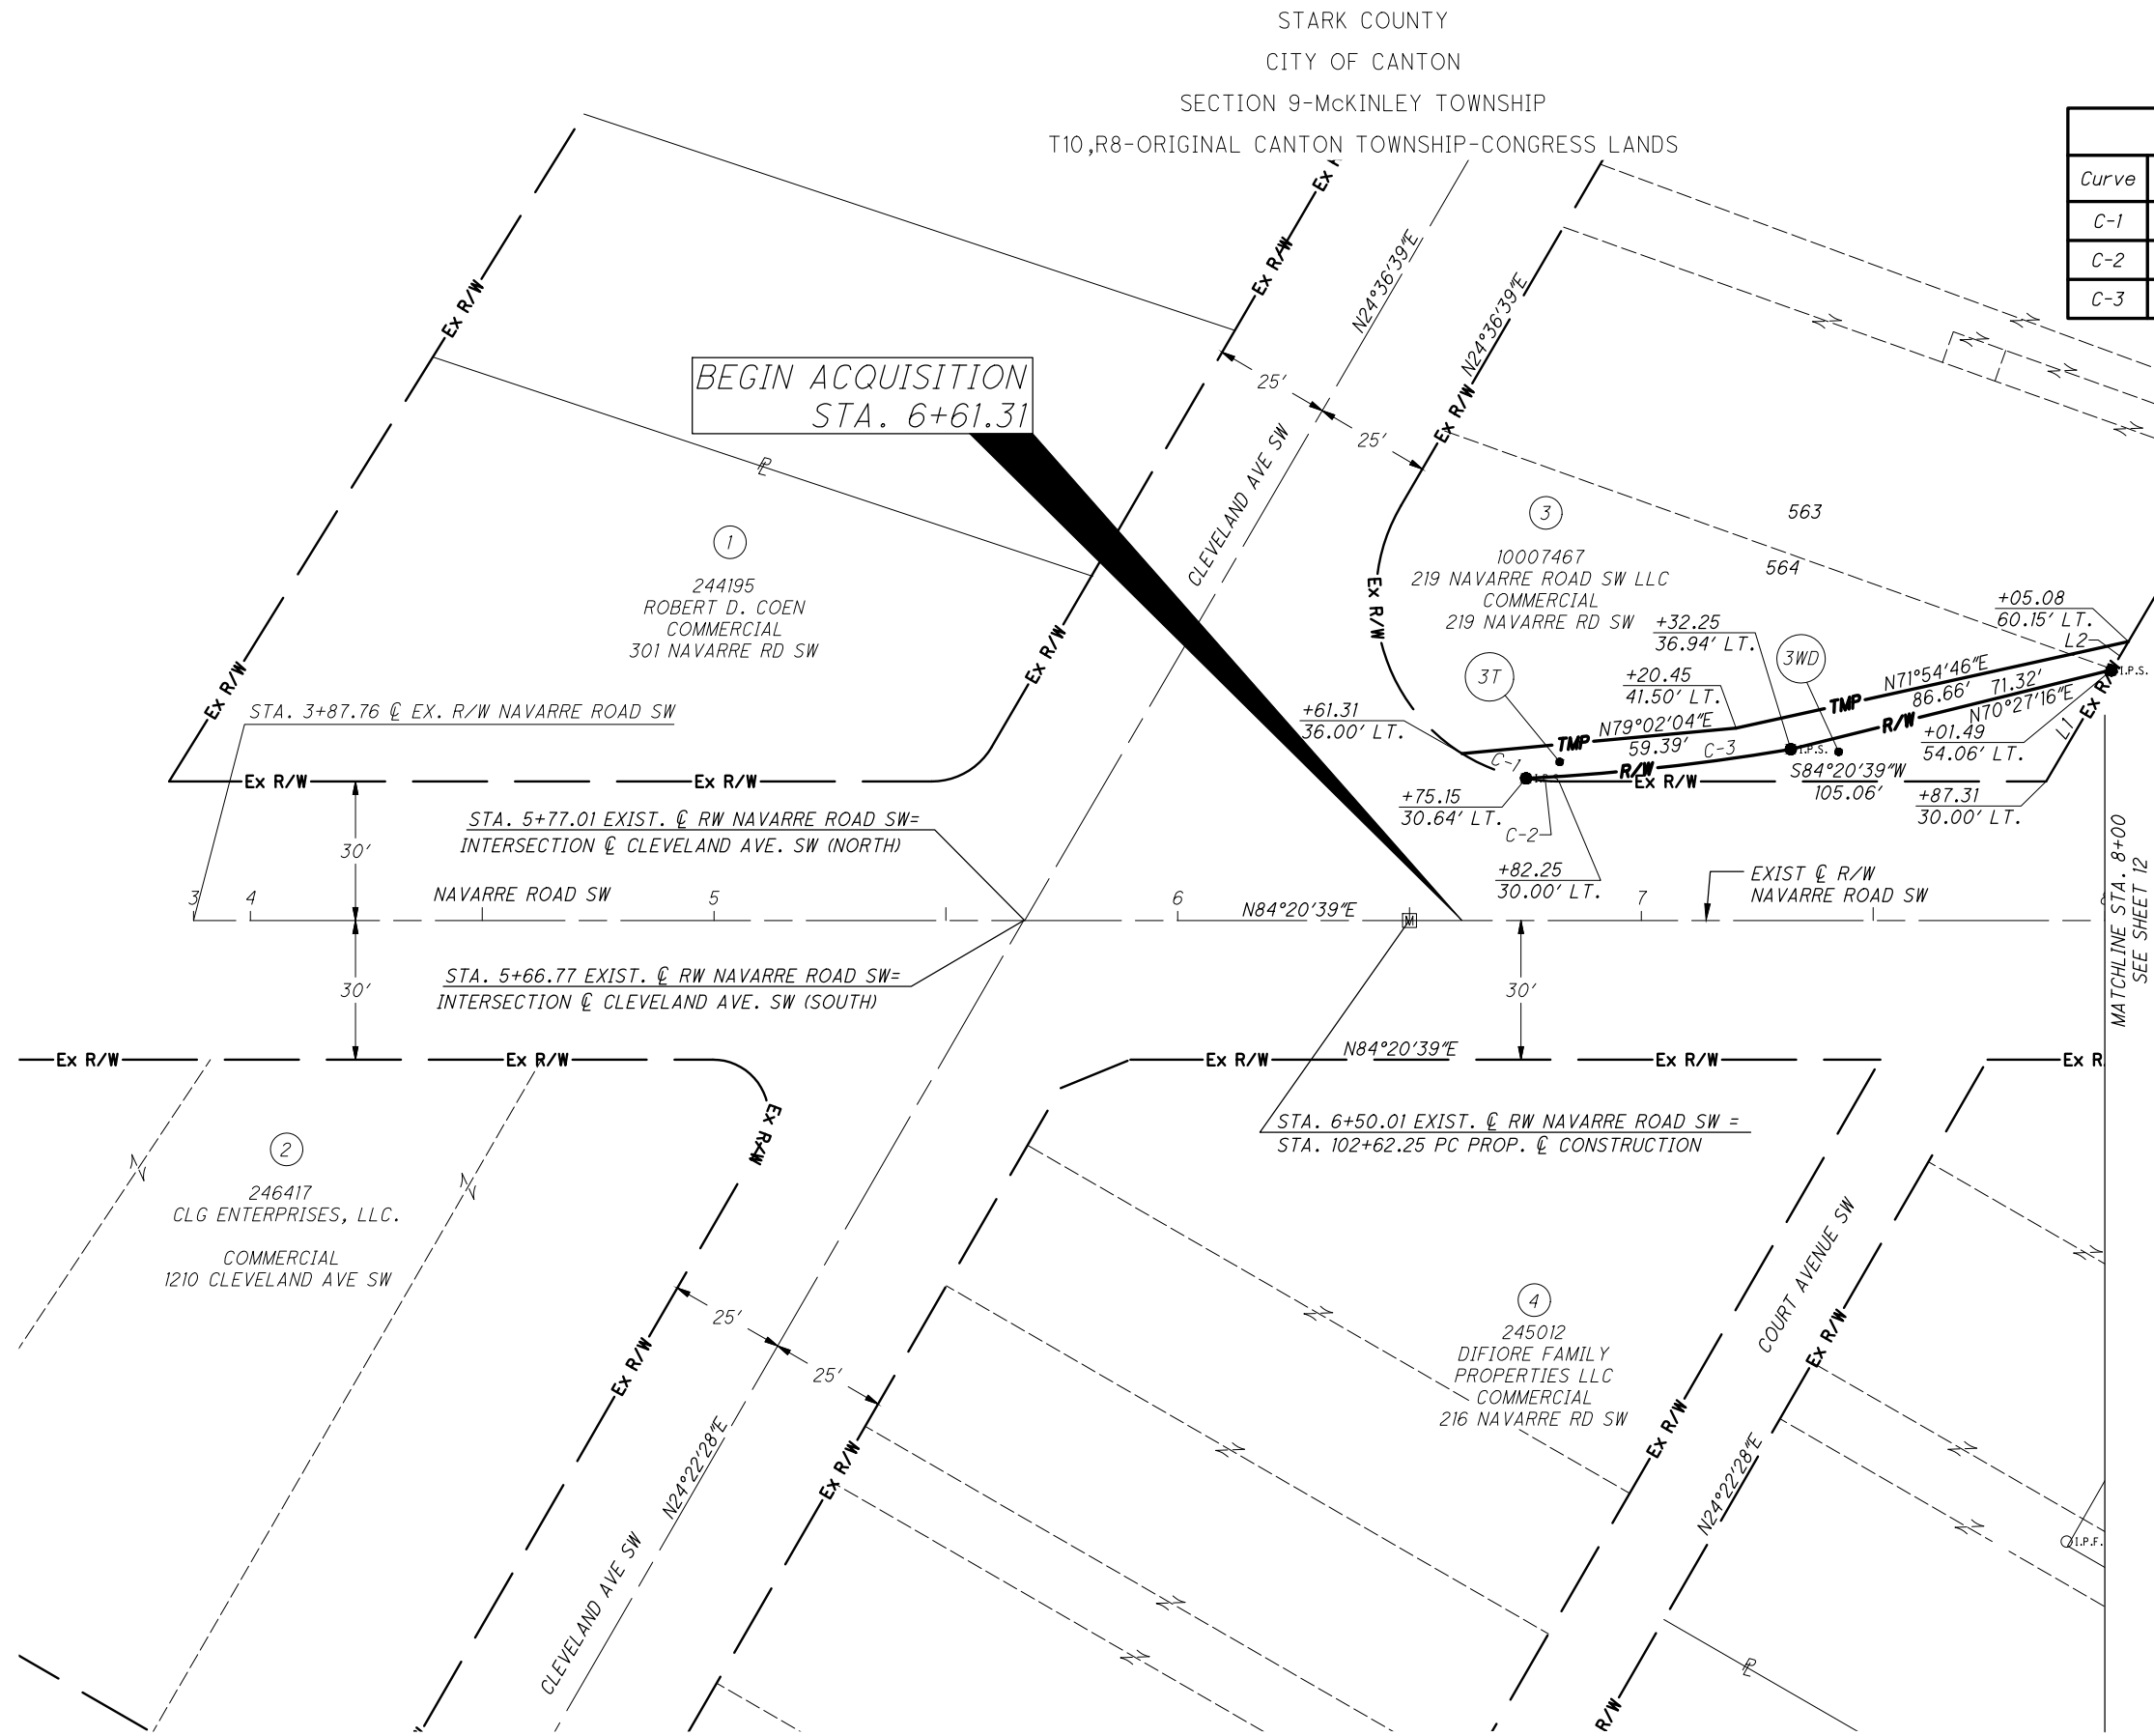 STARK COUNTY
CITY OF CANTON
SECTION 9-McKINLEY TOWNSHIP
T10,R8-ORIGINAL CANTON TOWNSHIP-CONGRESS LANDS
Curve
C-1
C-2
C-3
BEGIN ACQUISITION
STA. 6+61.31
Ex R/W
Ex R/W
Ex R/W
Ex R/W
Ex R/W
Ex R/W
Ex R/W
Ex R/W
N24°36'39"E
N24°36'39"E
25'
25'
CLEVELAND AVE SW
1
244195
ROBERT D. COEN
COMMERCIAL
301 NAVARRE RD SW
3
10007467
219 NAVARRE ROAD SW LLC
COMMERCIAL
219 NAVARRE RD SW
563
564
3T
3WD
+05.08
60.15' LT.
L2
+32.25
36.94' LT.
+20.45
41.50' LT.
+61.31
36.00' LT.
TMP
N79°02'04"E
59.39'
TMP
N71°54'46"E
86.66'
71.32'
R/W
N70°27'16"E
I.P.S.
+01.49
54.06' LT.
L1
Ex R/W
C-1
C-3
I.P.S.
R/W
Ex R/W
S84°20'39"W
105.06'
+87.31
30.00' LT.
+75.15
30.64' LT.
C-2
+82.25
30.00' LT.
STA. 3+87.76 ℄ EX. R/W NAVARRE ROAD SW
STA. 5+77.01 EXIST. ℄ RW NAVARRE ROAD SW=
INTERSECTION ℄ CLEVELAND AVE. SW (NORTH)
30'
EXIST ℄ R/W
NAVARRE ROAD SW
MATCHLINE STA. 8+00
SEE SHEET 12
3
4
NAVARRE ROAD SW
5
6
N84°20'39"E
M
7
STA. 5+66.77 EXIST. ℄ RW NAVARRE ROAD SW=
INTERSECTION ℄ CLEVELAND AVE. SW (SOUTH)
30'
30'
Ex R/W
Ex R/W
Ex R/W
N84°20'39"E
Ex R/W
Ex R
Ex R/W
STA. 6+50.01 EXIST. ℄ RW NAVARRE ROAD SW =
STA. 102+62.25 PC PROP. ℄ CONSTRUCTION
2
246417
CLG ENTERPRISES, LLC.
COMMERCIAL
1210 CLEVELAND AVE SW
25'
25'
Ex R/W
Ex R/W
N24°22'28"E
CLEVELAND AVE SW
4
245012
DIFIORE FAMILY
PROPERTIES LLC
COMMERCIAL
216 NAVARRE RD SW
COURT AVENUE SW
Ex R/W
Ex R/W
N24°22'28"E
I.P.F.
R/W